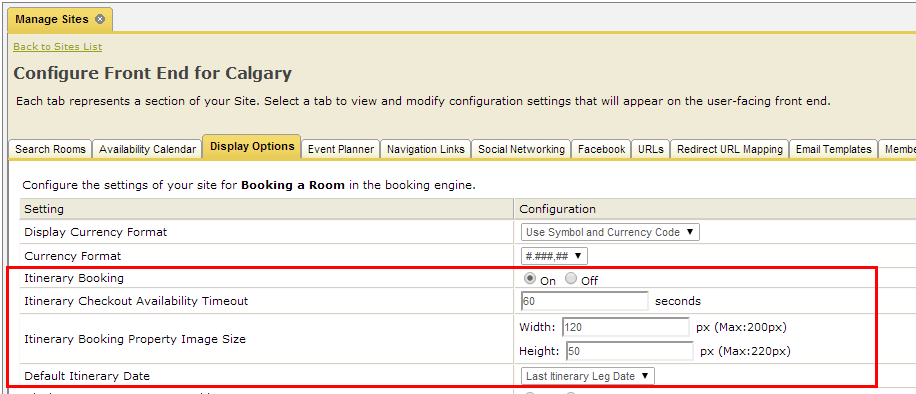 Manage Sites
Back to Sites List
Configure Front End for Calgary
Each tab represents a section of your Site. Select a tab to view and modify configuration settings that will appear on the user-facing front end.
Search Rooms Availability Calendar Display Options Event Planner Navigation Links Social Networking Facebook URLs Redirect URL Mapping Email Templates Membe
Configure the settings of your site for Booking a Room in the booking engine.
Setting Configuration
Display Currency Format Use Symbol and Currency Code
Currency Format #.###,##
Itinerary Booking On Off
Itinerary Checkout Availability Timeout 60 seconds
Width: 120 px (Max:200px)
Itinerary Booking Property Image Size
Height: 50 px (Max:220px)
Default Itinerary Date Last Itinerary Leg Date